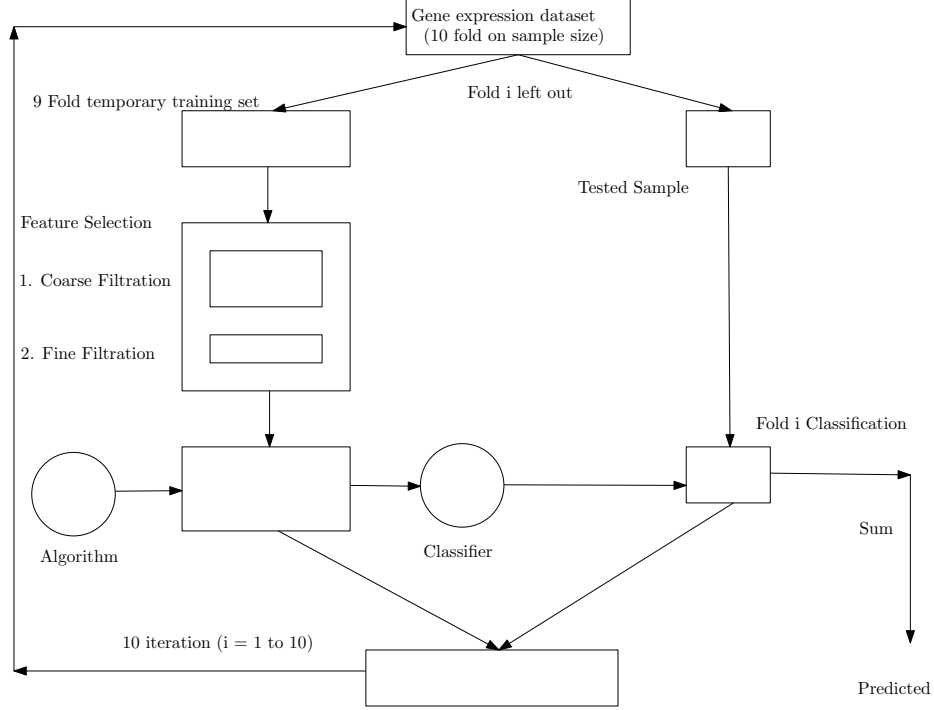 Gene expression dataset
(10 fold on sample size)
9 Fold temporary training set
Fold i left out
Tested Sample
Feature Selection
1. Coarse Filtration
2. Fine Filtration
Fold i Classification
Algorithm
Classifier
Sum
10 iteration (i = 1 to 10)
Predicted